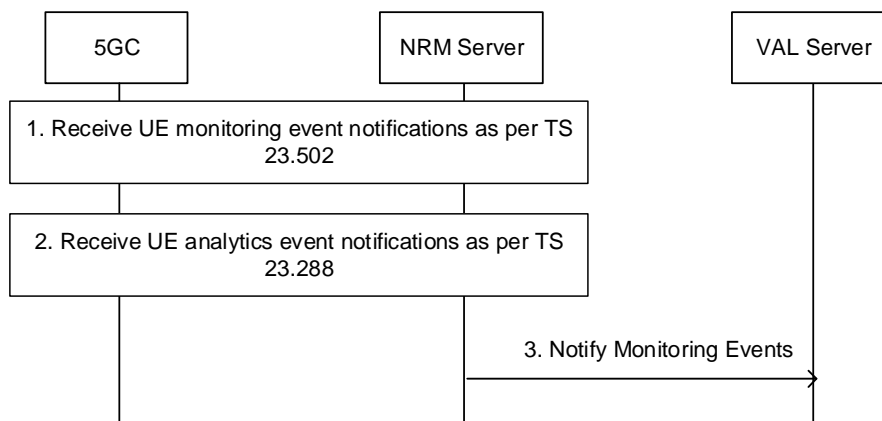 5GC
NRM Server
VAL Server
1. Receive UE monitoring event notifications as per TS
23.502
2. Receive UE analytics event notifications as per TS
23.288
3. Notify Monitoring Events